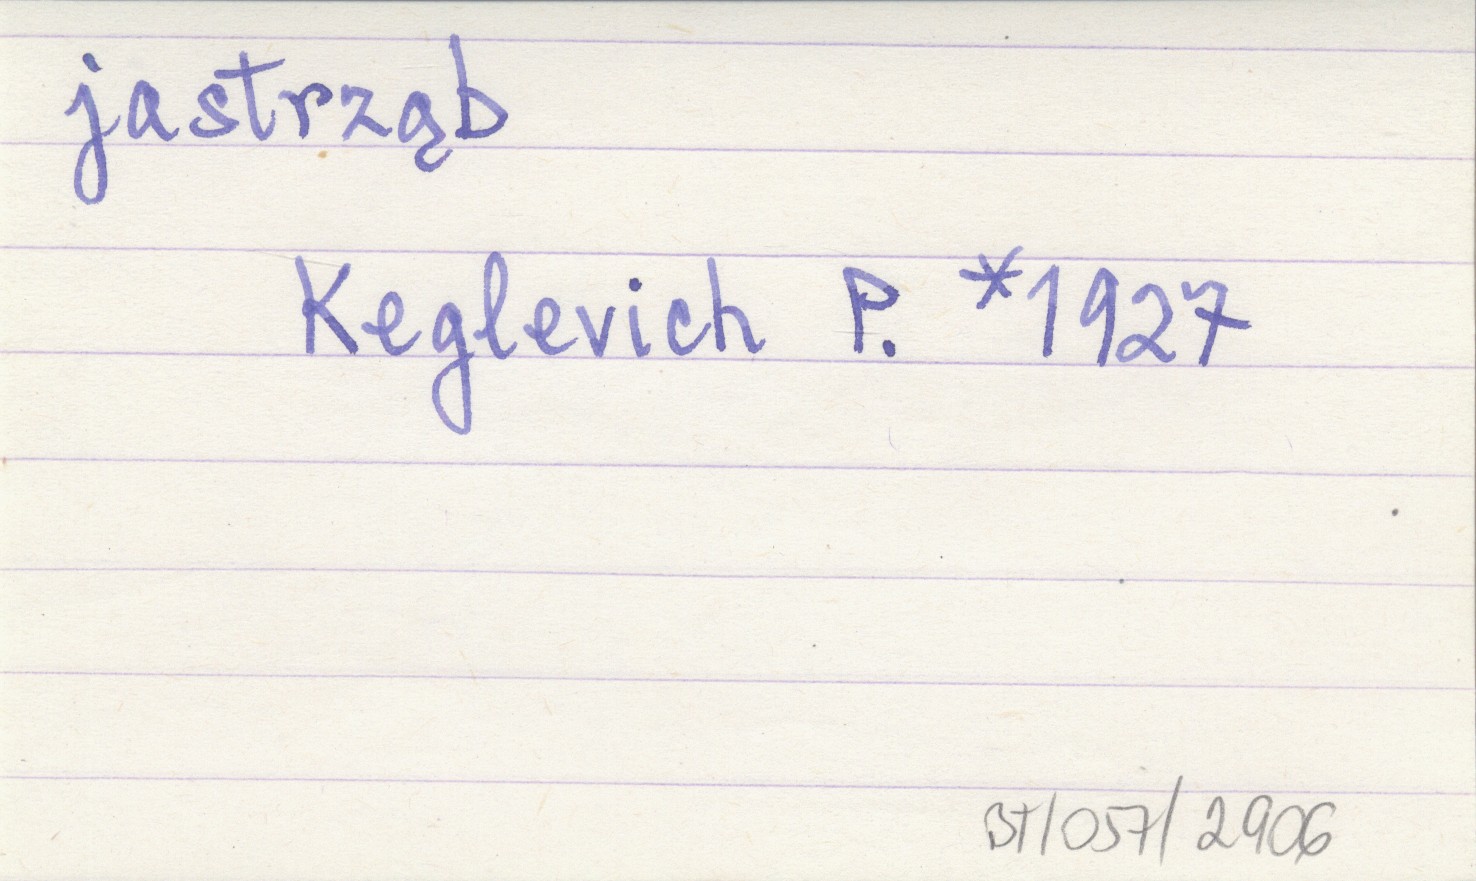 jastrząb
Keglevich P. *1927
BT/057/2906